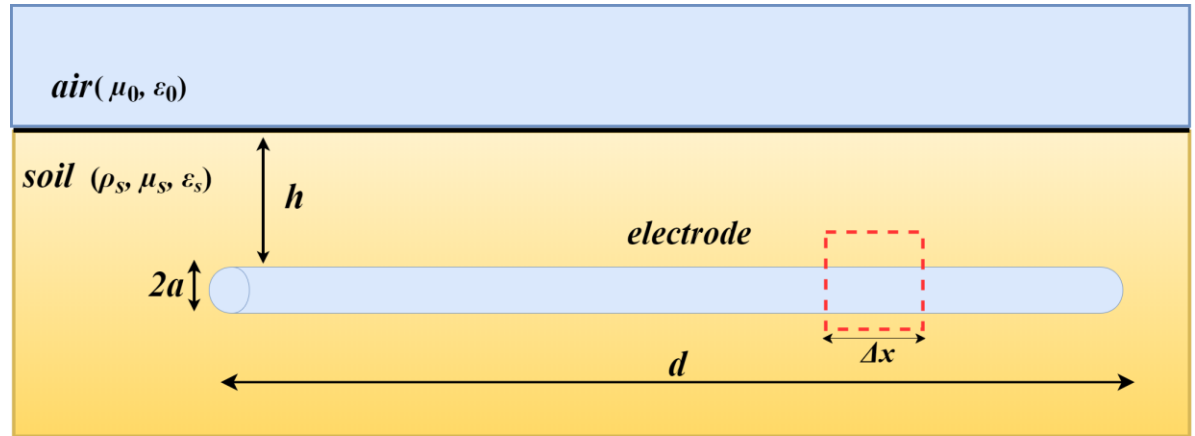 air( μ₀, ε₀)
soil (ρₛ, μₛ, εₛ)
h
electrode
2a
Δx
d